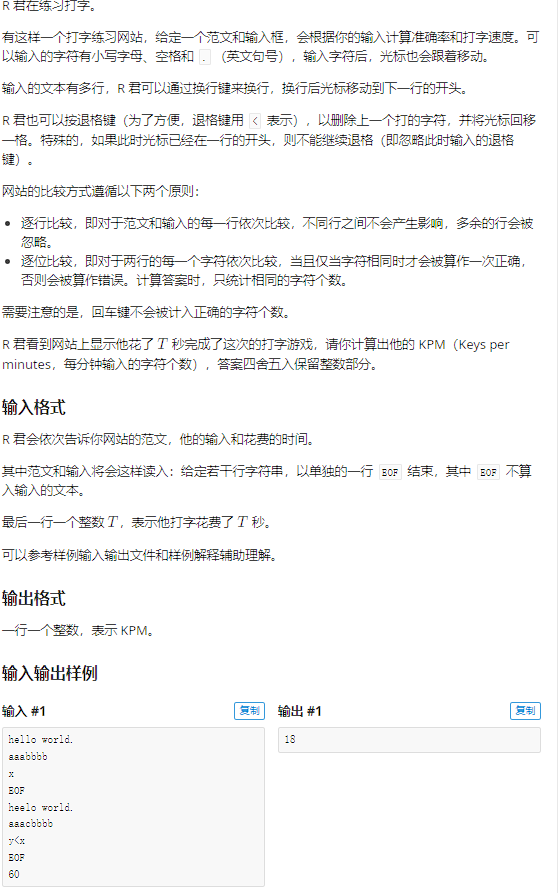 R 君在练习打字。
有这样一个打字练习网站，给定一个范文和输入框，会根据你的输入计算准确率和打字速度。可
以输入的字符有小写字母、空格和 . （英文句号），输入字符后，光标也会跟着移动。
输入的文本有多行，R 君可以通过换行键来换行，换行后光标移动到下一行的开头。
R 君也可以按退格键（为了方便，退格键用 < 表示），以删除上一个打的字符，并将光标回移
一格。特殊的，如果此时光标已经在一行的开头，则不能继续退格（即忽略此时输入的退格
键）。
网站的比较方式遵循以下两个原则：
• 逐行比较，即对于范文和输入的每一行依次比较，不同行之间不会产生影响，多余的行会被
忽略。
• 逐位比较，即对于两行的每一个字符依次比较，当且仅当字符相同时才会被算作一次正确，
否则会被算作错误。计算答案时，只统计相同的字符个数。
需要注意的是，回车键不会被计入正确的字符个数。
R 君看到网站上显示他花了 T 秒完成了这次的打字游戏，请你计算出他的 KPM（Keys per
minutes，每分钟输入的字符个数），答案四舍五入保留整数部分。
输入格式
R 君会依次告诉你网站的范文，他的输入和花费的时间。
其中范文和输入将会这样读入：给定若干行字符串，以单独的一行 EOF 结束，其中 EOF 不算
入输入的文本。
最后一行一个整数 T，表示他打字花费了 T 秒。
可以参考样例输入输出文件和样例解释辅助理解。
输出格式
一行一个整数，表示 KPM。
输入输出样例
输入 #1 复制
hello world.
aaabbbb
x
EOF
heelo world.
aaacbbbb
y<x
EOF
60
输出 #1 复制
18